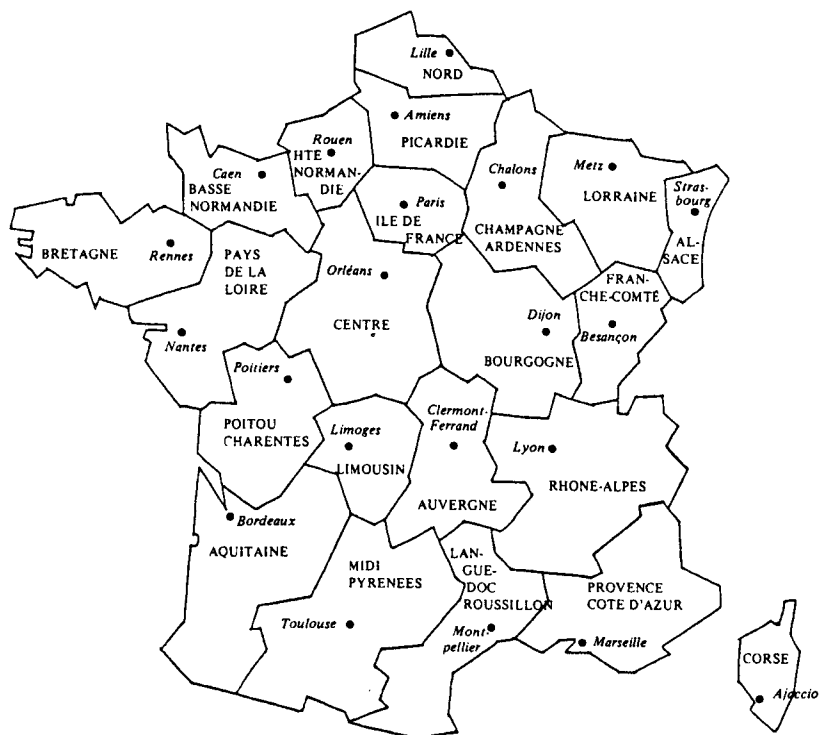 Lille
NORD
Amiens
PICARDIE
Rouen
HTE
NORMAN-
DIE
Caen
BASSE
NORMANDIE
Chalons
CHAMPAGNE
ARDENNES
Metz
LORRAINE
Stras-
bourg
AL-
SACE
Paris
ILE DE
FRANCE
BRETAGNE
Rennes
PAYS
DE LA
LOIRE
Nantes
Orléans
CENTRE
FRAN-
CHE-COMTÉ
Besançon
Dijon
BOURGOGNE
Poitiers
POITOU
CHARENTES
Limoges
LIMOUSIN
Clermont-
Ferrand
AUVERGNE
Lyon
RHONE-ALPES
Bordeaux
AQUITAINE
MIDI
PYRENEES
Toulouse
LAN-
GUE-
DOC
ROUSSILLON
Mont-
pellier
PROVENCE
COTE D'AZUR
Marseille
CORSE
Ajaccio